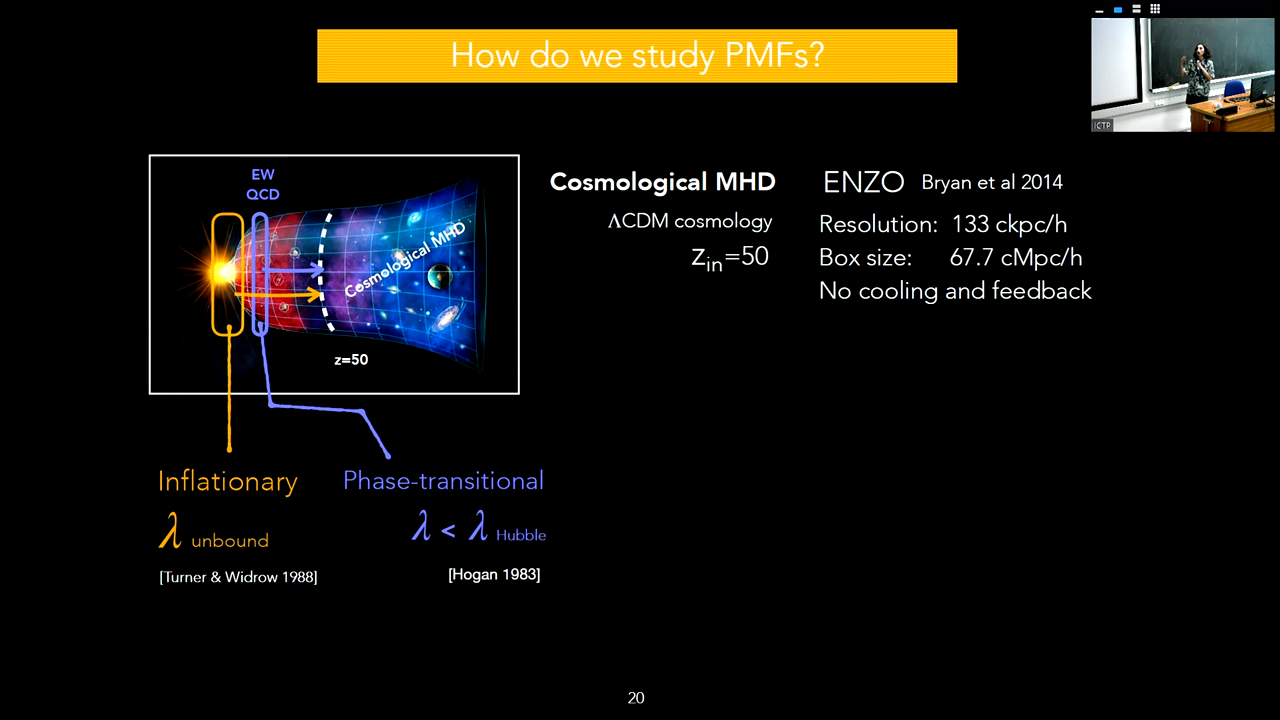 How do we study PMFs?
ICTP
EW
QCD
Cosmological MHD
z=50
Cosmological MHD
ΛCDM cosmology
zin=50
ENZO Bryan et al 2014
Resolution: 133 ckpc/h
Box size: 67.7 cMpc/h
No cooling and feedback
Inflationary
λ unbound
[Turner & Widrow 1988]
Phase-transitional
λ < λ Hubble
[Hogan 1983]
20